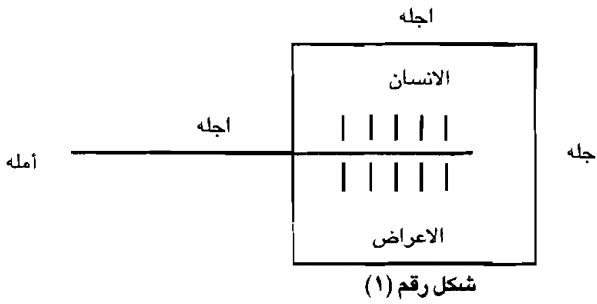 اجله
الانسان
اجله
جله
أمله
الاعراض
شكل رقم (١)